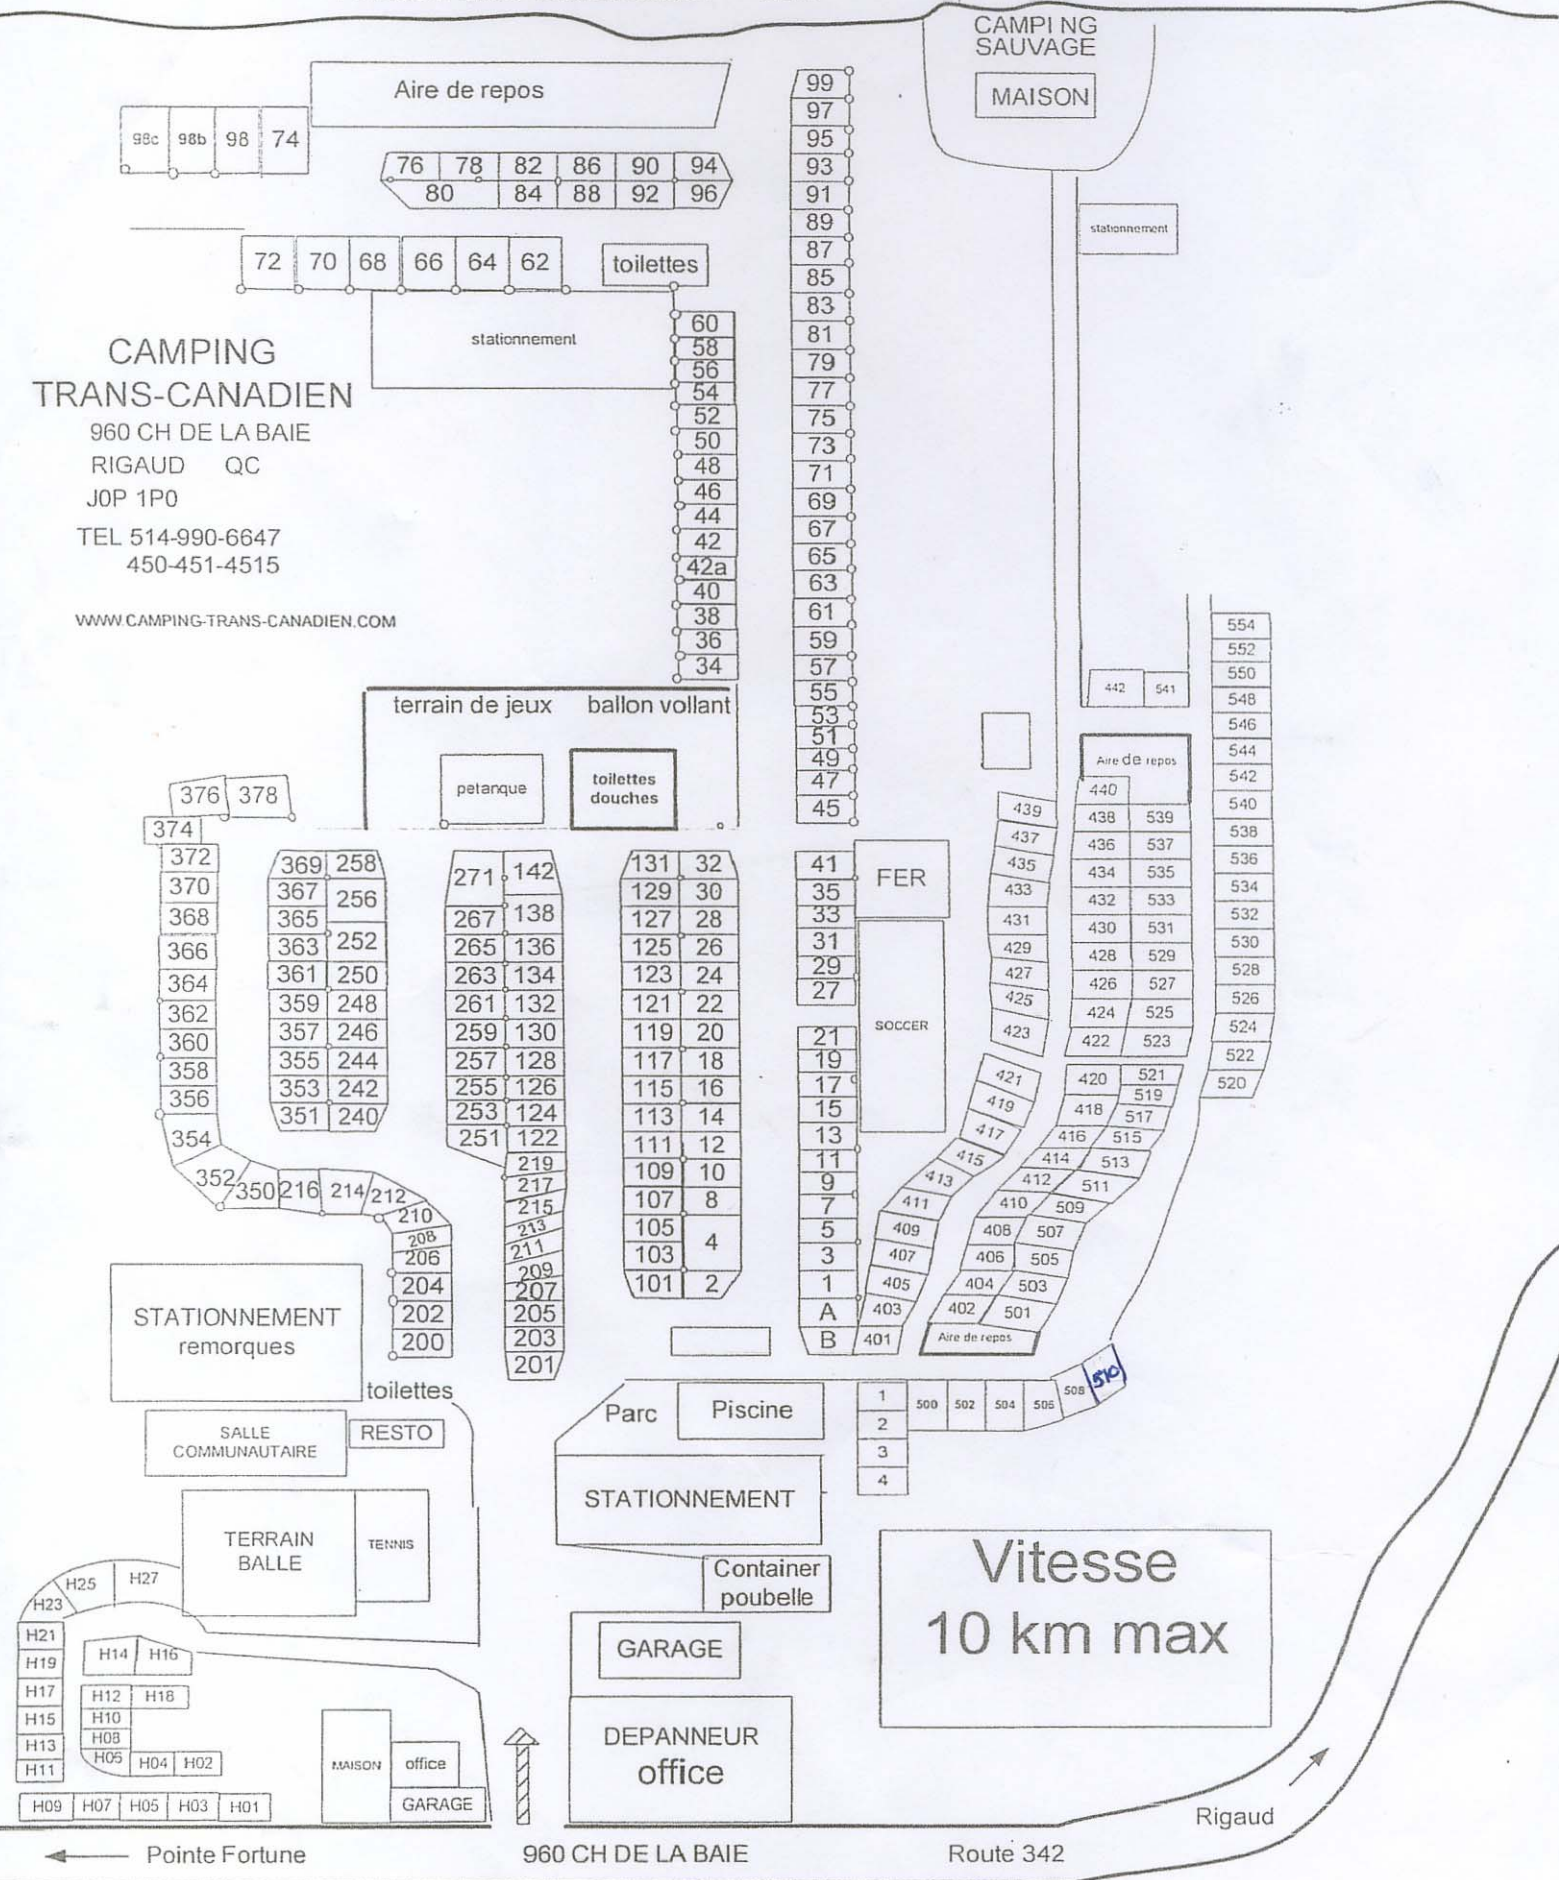 CAMPING
SAUVAGE
MAISON
Aire de repos
98c 98b 98 74
76 78 82 86 90 94
80 84 88 92 96
72 70 68 66 64 62
toilettes
stationnement
stationnement
CAMPING
TRANS-CANADIEN
960 CH DE LA BAIE
RIGAUD QC
J0P 1P0
TEL 514-990-6647
450-451-4515
WWW.CAMPING-TRANS-CANADIEN.COM
60
58
56
54
52
50
48
46
44
42
42a
40
38
36
34
99
97
95
93
91
89
87
85
83
81
79
77
75
73
71
69
67
65
63
61
59
57
55
53
51
49
47
45
terrain de jeux ballon vollant
petanque
toilettes
douches
376 378
374
372
370
368
366
364
362
360
358
356
354
352
350
216
214
212
210
208
206
204
202
200
369 258
367 256
365
363 252
361 250
359 248
357 246
355 244
353 242
351 240
271 142
267 138
265 136
263 134
261 132
259 130
257 128
255 126
253 124
251 122
219
217
215
213
211
209
207
205
203
201
131 32
129 30
127 28
125 26
123 24
121 22
119 20
117 18
115 16
113 14
111 12
109 10
107 8
105 4
103
101 2
41
35
33
31
29
27
21
19
17
15
13
11
9
7
5
3
1
A
B
FER
SOCCER
442 541
Aire de repos
440
438 539
436 537
434 535
432 533
430 531
428 529
426 527
424 525
422 523
420 521
519
418 517
416 515
414 513
412 511
410 509
408 507
406 505
404 503
402 501
Aire de repos
439
437
435
433
431
429
427
425
423
421
419
417
415
413
411
409
407
405
403
401
554
552
550
548
546
544
542
540
538
536
534
532
530
528
526
524
522
520
STATIONNEMENT
remorques
toilettes
SALLE
COMMUNAUTAIRE
RESTO
TERRAIN
BALLE
TENNIS
Parc
Piscine
1 500 502 504 506 508 510
2
3
4
STATIONNEMENT
Container
poubelle
GARAGE
DEPANNEUR
office
Vitesse
10 km max
H27
H25
H23
H21
H19
H17
H15
H13
H11
H14 H16
H12 H18
H10
H08
H06 H04 H02
H09 H07 H05 H03 H01
MAISON
office
GARAGE
Rigaud
Pointe Fortune
960 CH DE LA BAIE
Route 342